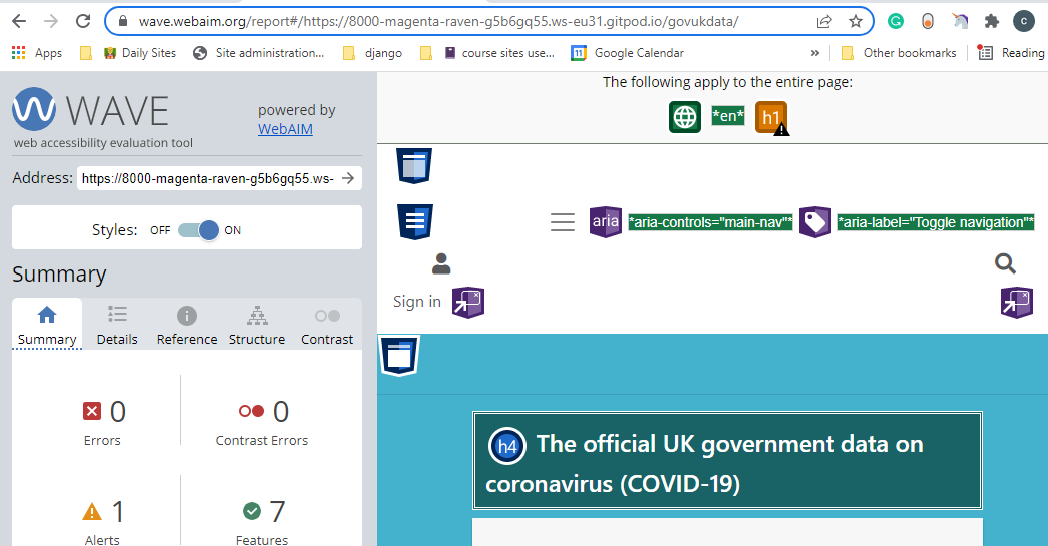 wave.webaim.org/report#/https://8000-magenta-raven-g5b6gq55.ws-eu31.gitpod.io/govukdata/
c
Apps Daily Sites Site administration... django course sites use... 11 Google Calendar » Other bookmarks Reading
WAVE
web accessibility evaluation tool
powered by
WebAIM
Address: https://8000-magenta-raven-g5b6gq55.ws-
Styles: OFF ON
Summary
Summary Details Reference Structure Contrast
0 0
Errors Contrast Errors
1 7
Alerts Features
The following apply to the entire page:
*en* h1
aria *aria-controls="main-nav"* *aria-label="Toggle navigation"*
Sign in
h4 The official UK government data on
coronavirus (COVID-19)